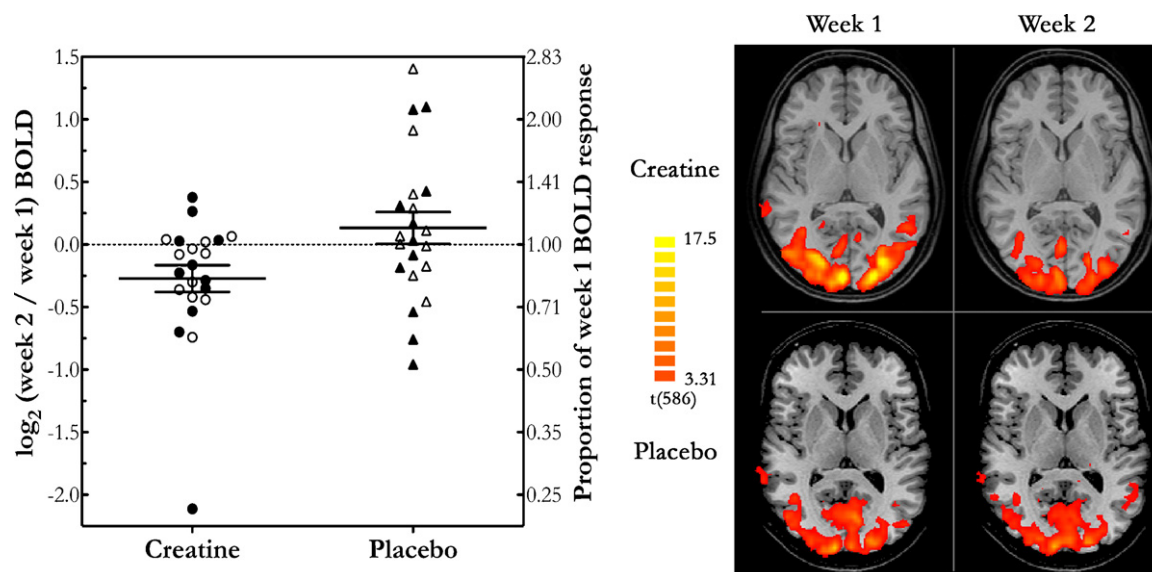 log₂ (week 2 / week 1) BOLD
1.5
1.0
0.5
0.0
-0.5
-1.0
-1.5
-2.0
2.83
2.00
1.41
1.00
0.71
0.50
0.35
0.25
Proportion of week 1 BOLD response
Creatine Placebo
Week 1 Week 2
Creatine
17.5
3.31
t(586)
Placebo